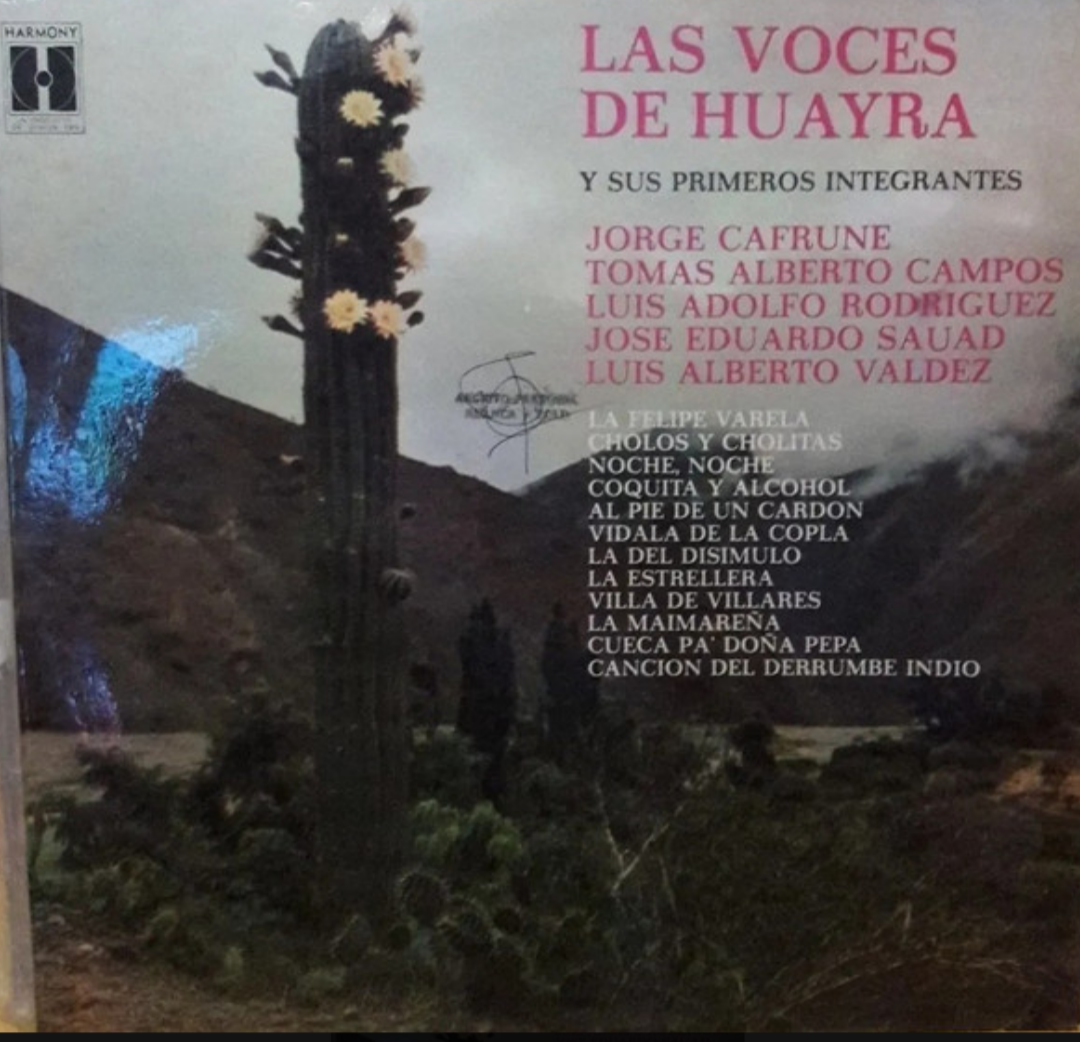 HARMONY
LAS VOCES
DE HUAYRA
Y SUS PRIMEROS INTEGRANTES
JORGE CAFRUNE
TOMAS ALBERTO CAMPOS
LUIS ADOLFO RODRIGUEZ
JOSE EDUARDO SAUAD
LUIS ALBERTO VALDEZ
LA FELIPE VARELA
CHOLOS Y CHOLITAS
NOCHE, NOCHE
COQUITA Y ALCOHOL
AL PIE DE UN CARDON
VIDALA DE LA COPLA
LA DEL DISIMULO
LA ESTRELLERA
VILLA DE VILLARES
LA MAIMAREÑA
CUECA PA' DOÑA PEPA
CANCION DEL DERRUMBE INDIO